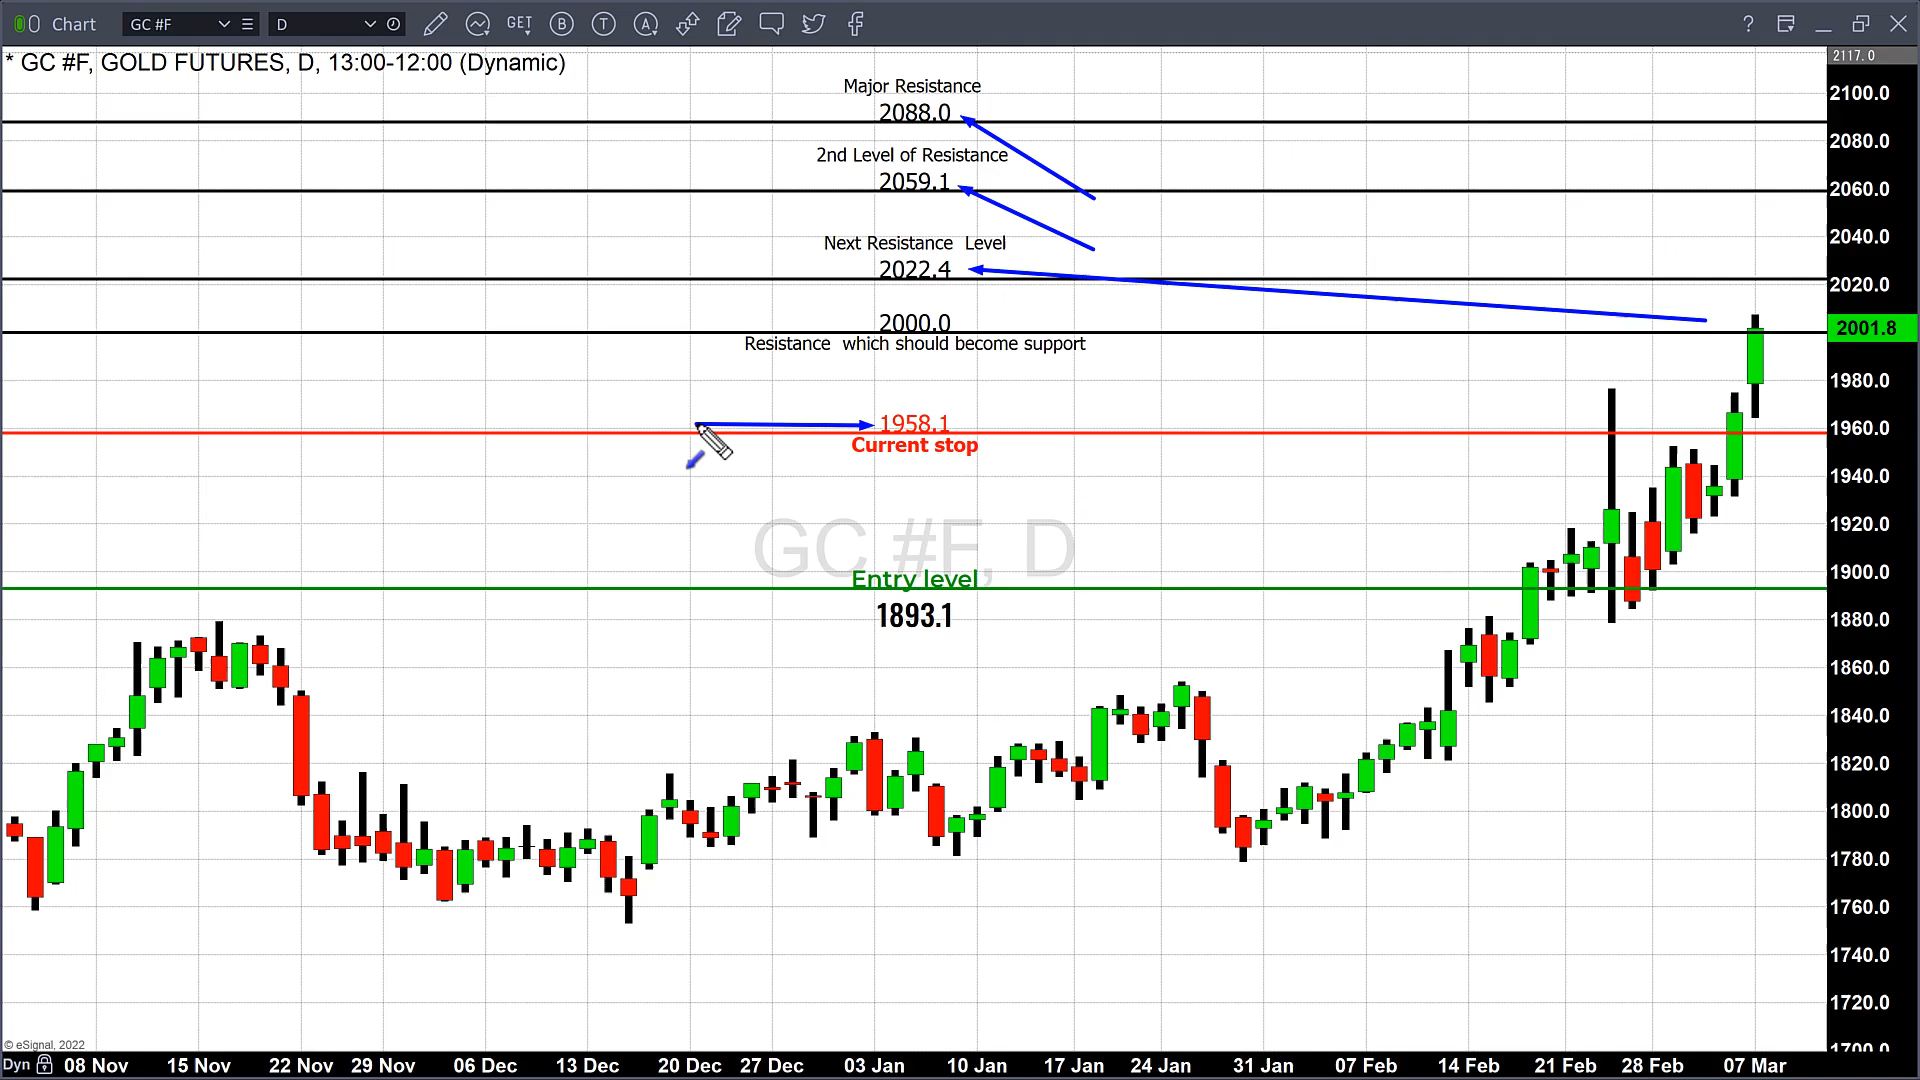 Chart GC #F D GET B T A ?
* GC #F, GOLD FUTURES, D, 13:00-12:00 (Dynamic)
2117.0
Major Resistance
2088.0
2nd Level of Resistance
2059.1
Next Resistance Level
2022.4
2000.0
Resistance which should become support
1958.1
Current stop
GC #F, D
Entry level
1893.1
2100.0
2080.0
2060.0
2040.0
2020.0
2001.8
1980.0
1960.0
1940.0
1920.0
1900.0
1880.0
1860.0
1840.0
1820.0
1800.0
1780.0
1760.0
1740.0
1720.0
1700.0
© eSignal, 2022
Dyn 08 Nov 15 Nov 22 Nov 29 Nov 06 Dec 13 Dec 20 Dec 27 Dec 03 Jan 10 Jan 17 Jan 24 Jan 31 Jan 07 Feb 14 Feb 21 Feb 28 Feb 07 Mar